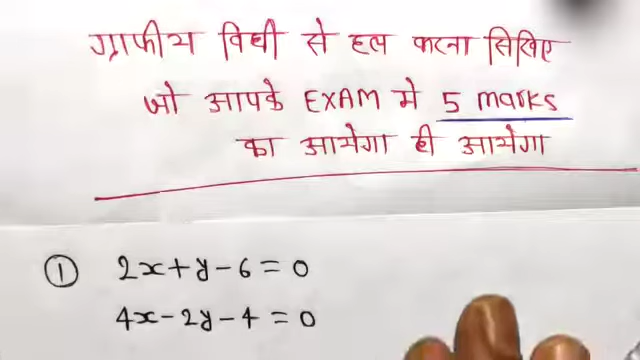 ग्राफीय विधी से हल करना सिखिए
जो आपके EXAM मे 5 marks
का आयेगा ही आयेगा
① 2x+y-6=0
4x-2y-4=0